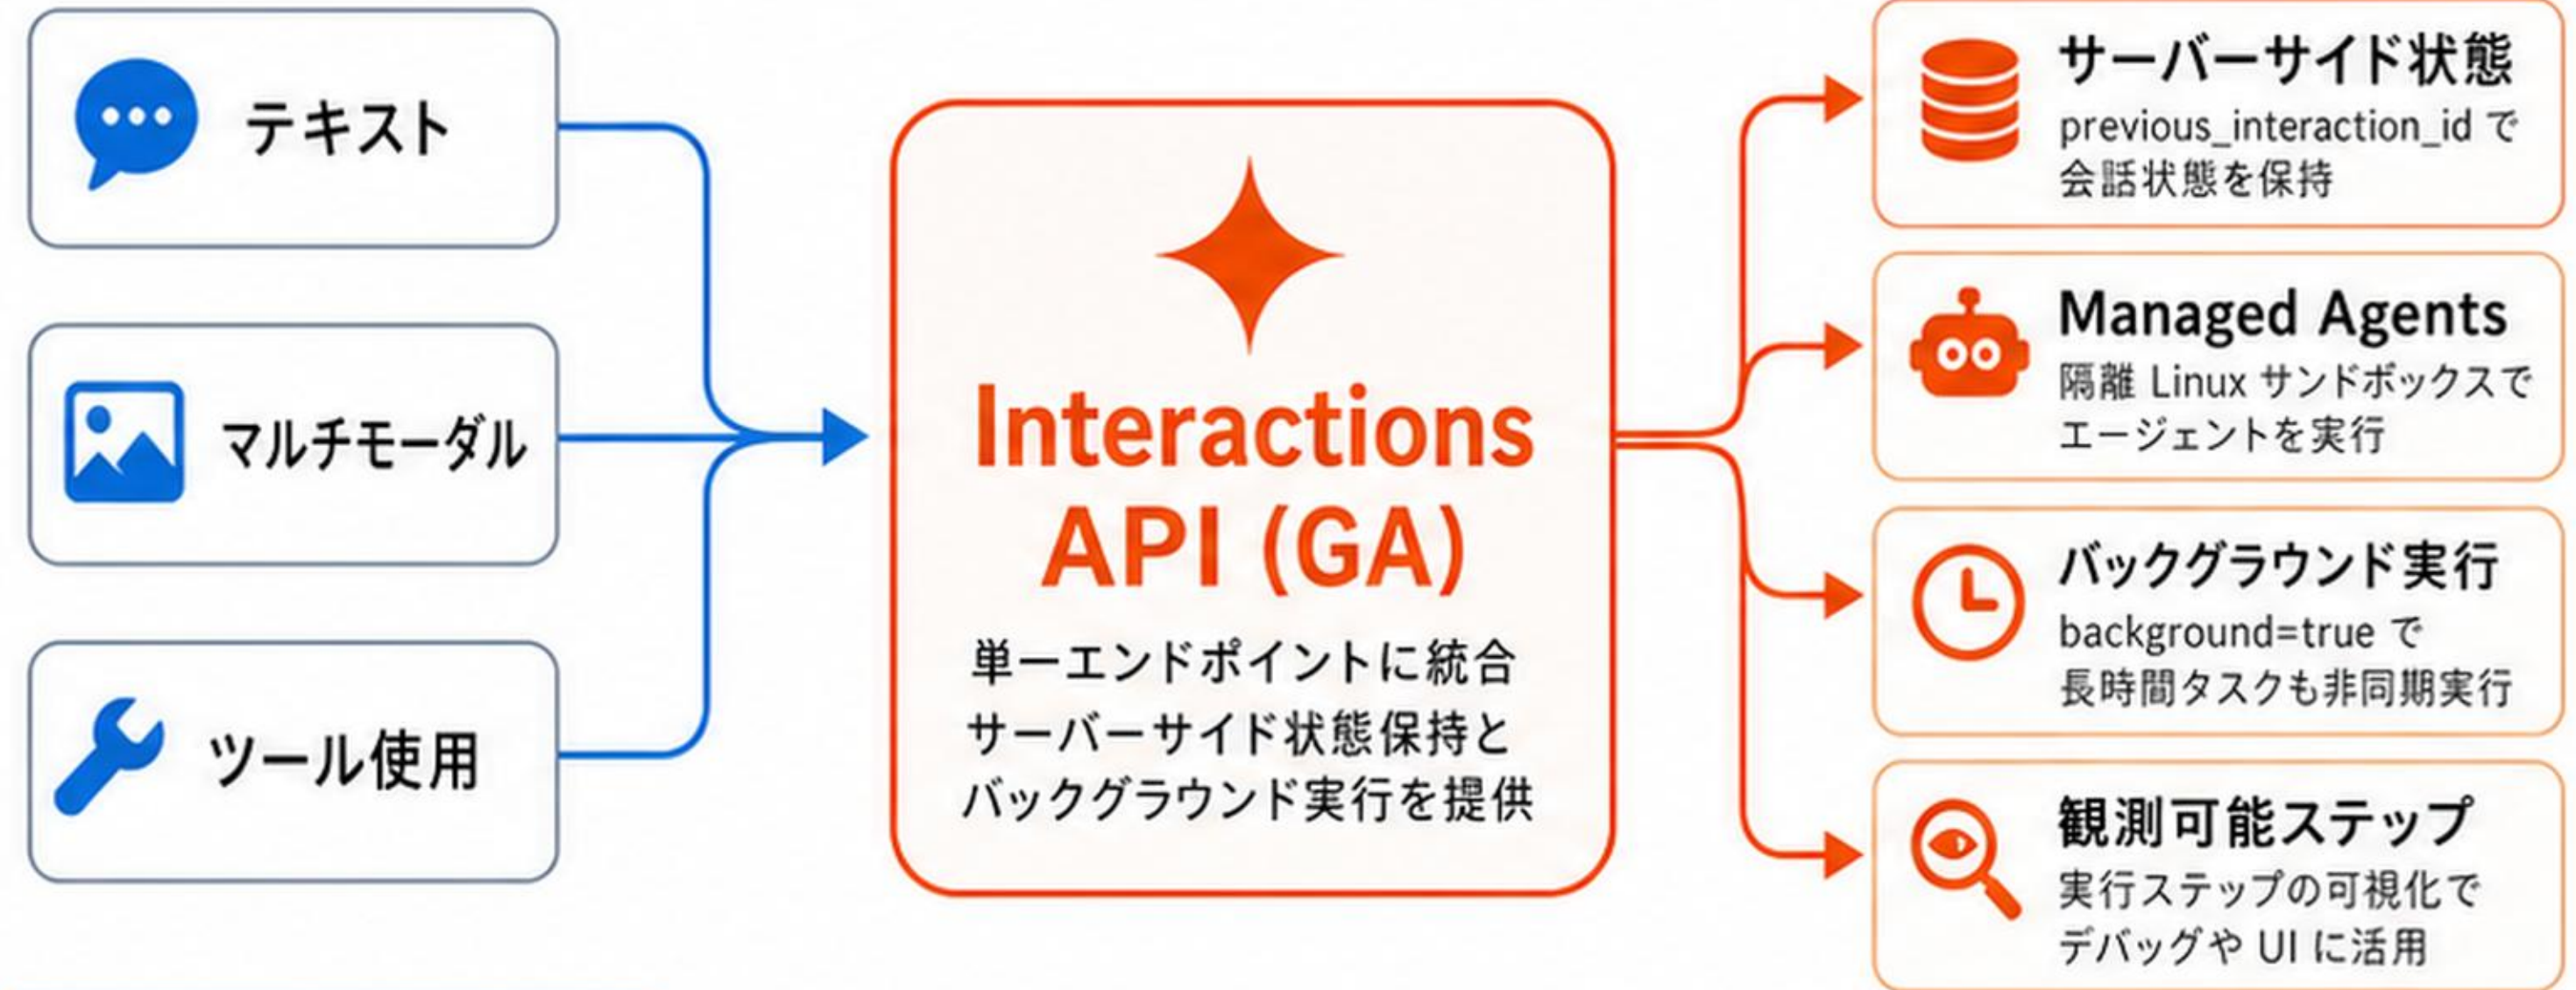 テキスト
マルチモーダル
ツール使用
Interactions
API (GA)
単一エンドポイントに統合
サーバーサイド状態保持と
バックグラウンド実行を提供
サーバーサイド状態
previous_interaction_id で
会話状態を保持
Managed Agents
隔離 Linux サンドボックスで
エージェントを実行
バックグラウンド実行
background=true で
長時間タスクも非同期実行
観測可能ステップ
実行ステップの可視化で
デバッグや UI に活用